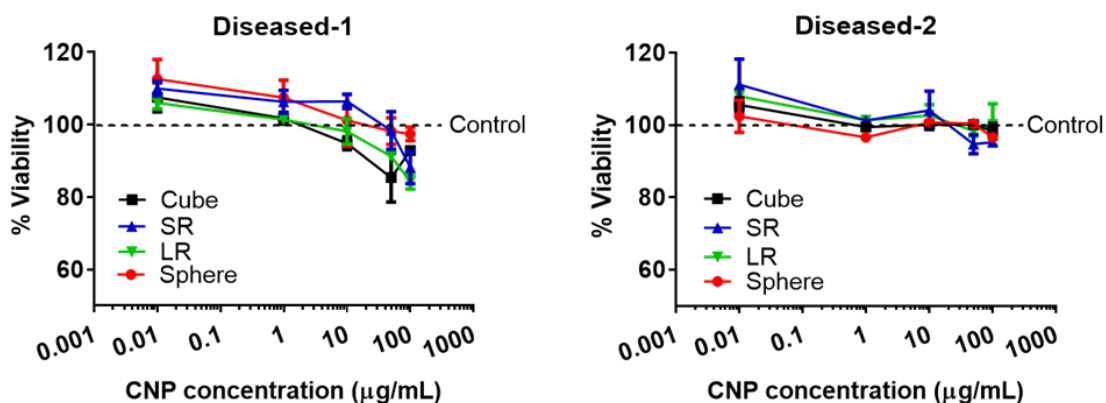 Diseased-1
% Viability
120
100
80
60
Control
Cube
SR
LR
Sphere
0.001
0.01
0.1
1
10
100
1000
CNP concentration (μg/mL)
Diseased-2
% Viability
120
100
80
60
Control
Cube
SR
LR
Sphere
0.001
0.01
0.1
1
10
100
1000
CNP concentration (μg/mL)